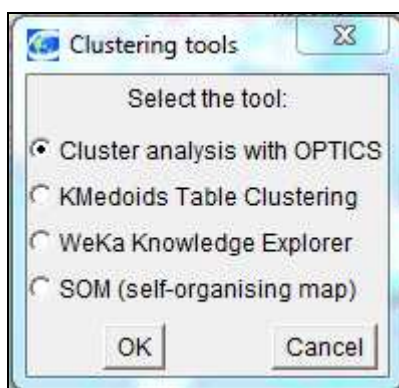 Clustering tools
Select the tool:
Cluster analysis with OPTICS
KMedoids Table Clustering
WeKa Knowledge Explorer
SOM (self-organising map)
OK Cancel